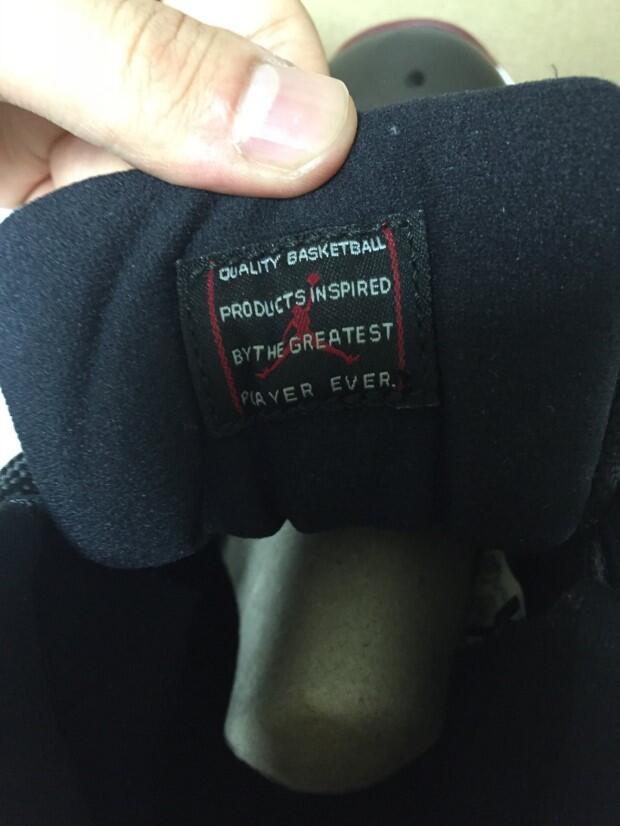 QUALITY BASKETBALL
PRODUCTS INSPIRED
BY THE GREATEST
PLAYER EVER.